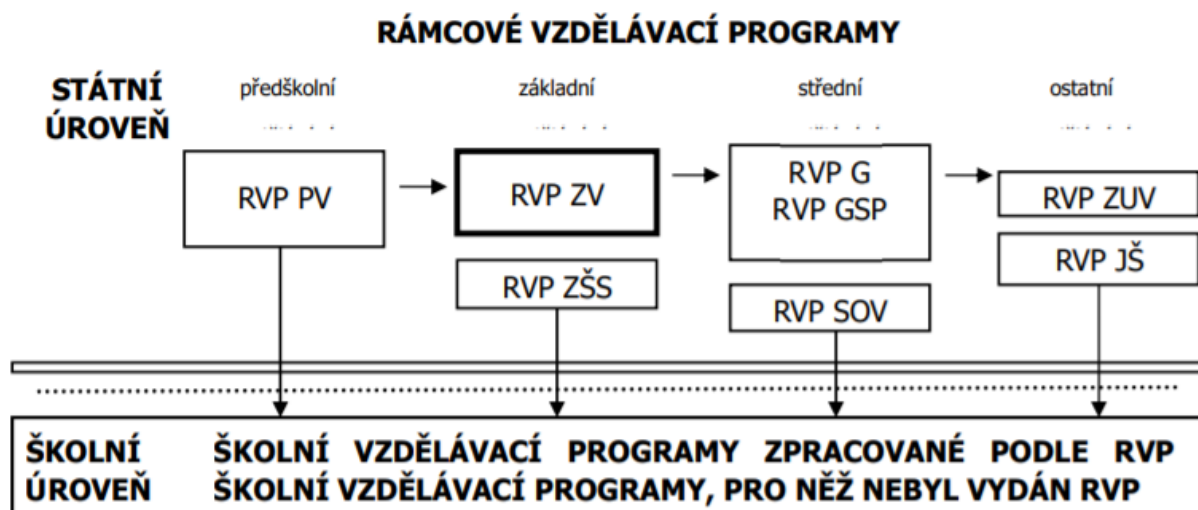 RÁMCOVÉ VZDĚLÁVACÍ PROGRAMY
STÁTNÍ
ÚROVEŇ
předškolní
základní
střední
ostatní
RVP PV
RVP ZV
RVP G
RVP GSP
RVP ZUV
RVP ZŠS
RVP JŠ
RVP SOV
ŠKOLNÍ ŠKOLNÍ VZDĚLÁVACÍ PROGRAMY ZPRACOVANÉ PODLE RVP
ÚROVEŇ ŠKOLNÍ VZDĚLÁVACÍ PROGRAMY, PRO NĚŽ NEBYL VYDÁN RVP